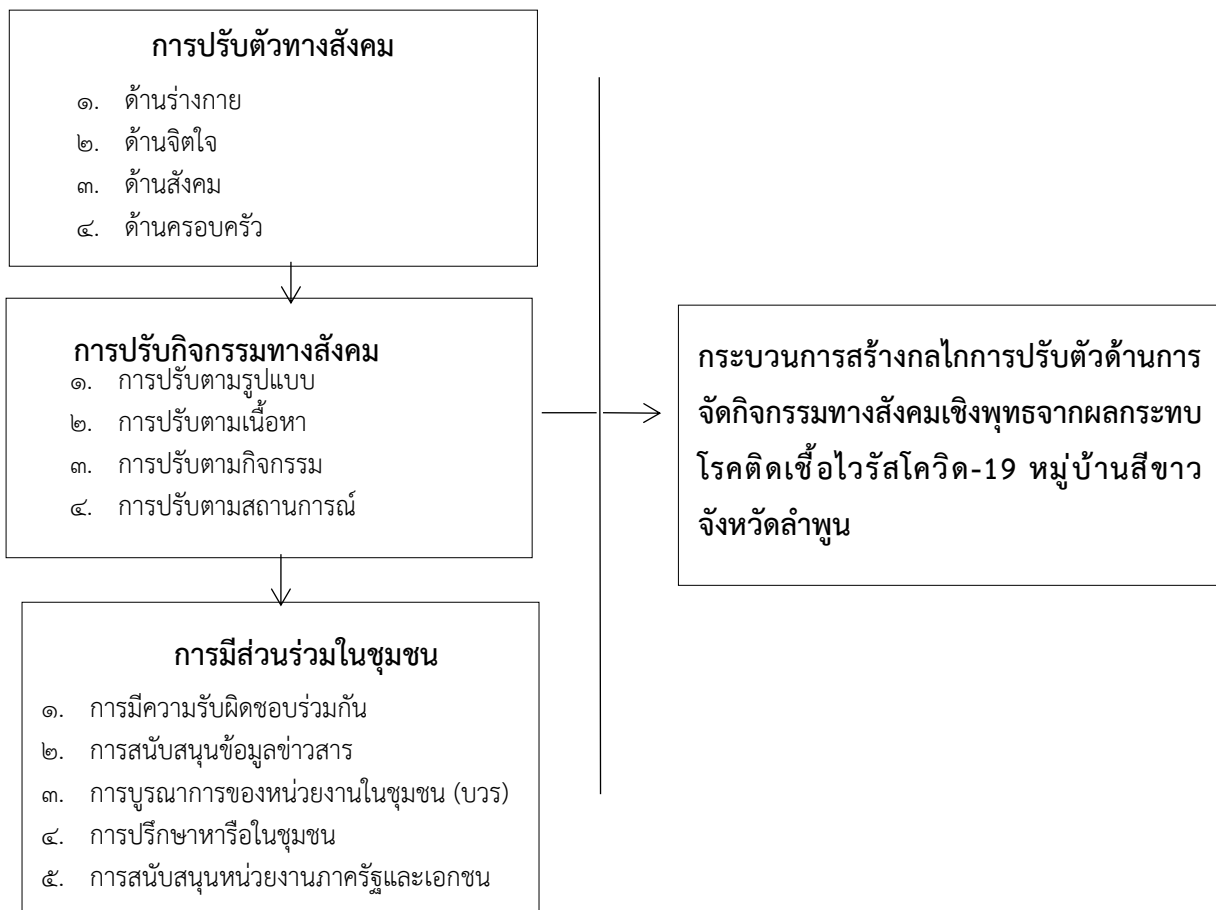 การปรับตัวทางสังคม
๑. ด้านร่างกาย
๒. ด้านจิตใจ
๓. ด้านสังคม
๔. ด้านครอบครัว
การปรับกิจกรรมทางสังคม
๑. การปรับตามรูปแบบ
๒. การปรับตามเนื้อหา
๓. การปรับตามกิจกรรม
๔. การปรับตามสถานการณ์
การมีส่วนร่วมในชุมชน
๑. การมีความรับผิดชอบร่วมกัน
๒. การสนับสนุนข้อมูลข่าวสาร
๓. การบูรณาการของหน่วยงานในชุมชน (บวร)
๔. การปรึกษาหารือในชุมชน
๕. การสนับสนุนหน่วยงานภาครัฐและเอกชน
กระบวนการสร้างกลไกการปรับตัวด้านการ
จัดกิจกรรมทางสังคมเชิงพุทธจากผลกระทบ
โรคติดเชื้อไวรัสโควิด-19 หมู่บ้านสีขาว
จังหวัดลำพูน